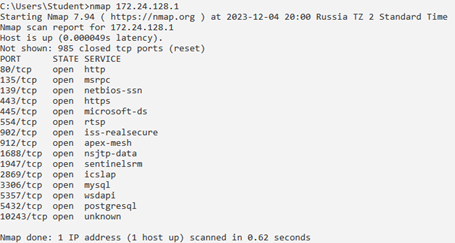 C:\Users\Student>nmap 172.24.128.1
Starting Nmap 7.94 ( https://nmap.org ) at 2023-12-04 20:00 Russia TZ 2 Standard Time
Nmap scan report for 172.24.128.1
Host is up (0.000049s latency).
Not shown: 985 closed tcp ports (reset)
PORT      STATE SERVICE
80/tcp    open  http
135/tcp   open  msrpc
139/tcp   open  netbios-ssn
443/tcp   open  https
445/tcp   open  microsoft-ds
554/tcp   open  rtsp
902/tcp   open  iss-realsecure
912/tcp   open  apex-mesh
1688/tcp  open  nsjtp-data
1947/tcp  open  sentinelsrm
2869/tcp  open  icslap
3306/tcp  open  mysql
5357/tcp  open  wsdapi
5432/tcp  open  postgresql
10243/tcp open  unknown
Nmap done: 1 IP address (1 host up) scanned in 0.62 seconds